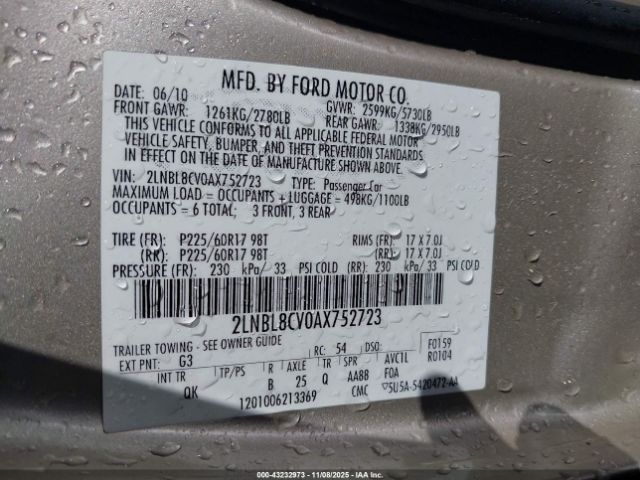 MFD. BY FORD MOTOR CO.
DATE: 06/10 GVWR: 2599KG/5730LB
FRONT GAWR: 1261KG/2780LB REAR GAWR: 1338KG/2950LB
THIS VEHICLE CONFORMS TO ALL APPLICABLE FEDERAL MOTOR
VEHICLE SAFETY, BUMPER, AND THEFT PREVENTION STANDARDS
IN EFFECT ON THE DATE OF MANUFACTURE SHOWN ABOVE.
VIN: 2LNBL8CV0AX752723 TYPE: Passenger Car
MAXIMUM LOAD = OCCUPANTS + LUGGAGE = 498KG/1100LB
OCCUPANTS = 6 TOTAL; 3 FRONT, 3 REAR
TIRE (FR): P225/60R17 98T RIMS (FR): 17 X 7.0J
(RR): P225/60R17 98T (RR): 17 X 7.0J
PRESSURE (FR): 230 kPa/ 33 PSI COLD (RR): 230 kPa/ 33 PSI COLD
2LNBL8CV0AX752723
TRAILER TOWING - SEE OWNER GUIDE F0159
EXT PNT: G3 RC: 54 DSO: R0104
INT TR TP/PS R AXLE TR SPR AVCTL
QK B 25 Q AABB FOA
1201006213369 CMC 5U5A-5420472-AA
000-43232973 | 11/08/2025 - IAA Inc.